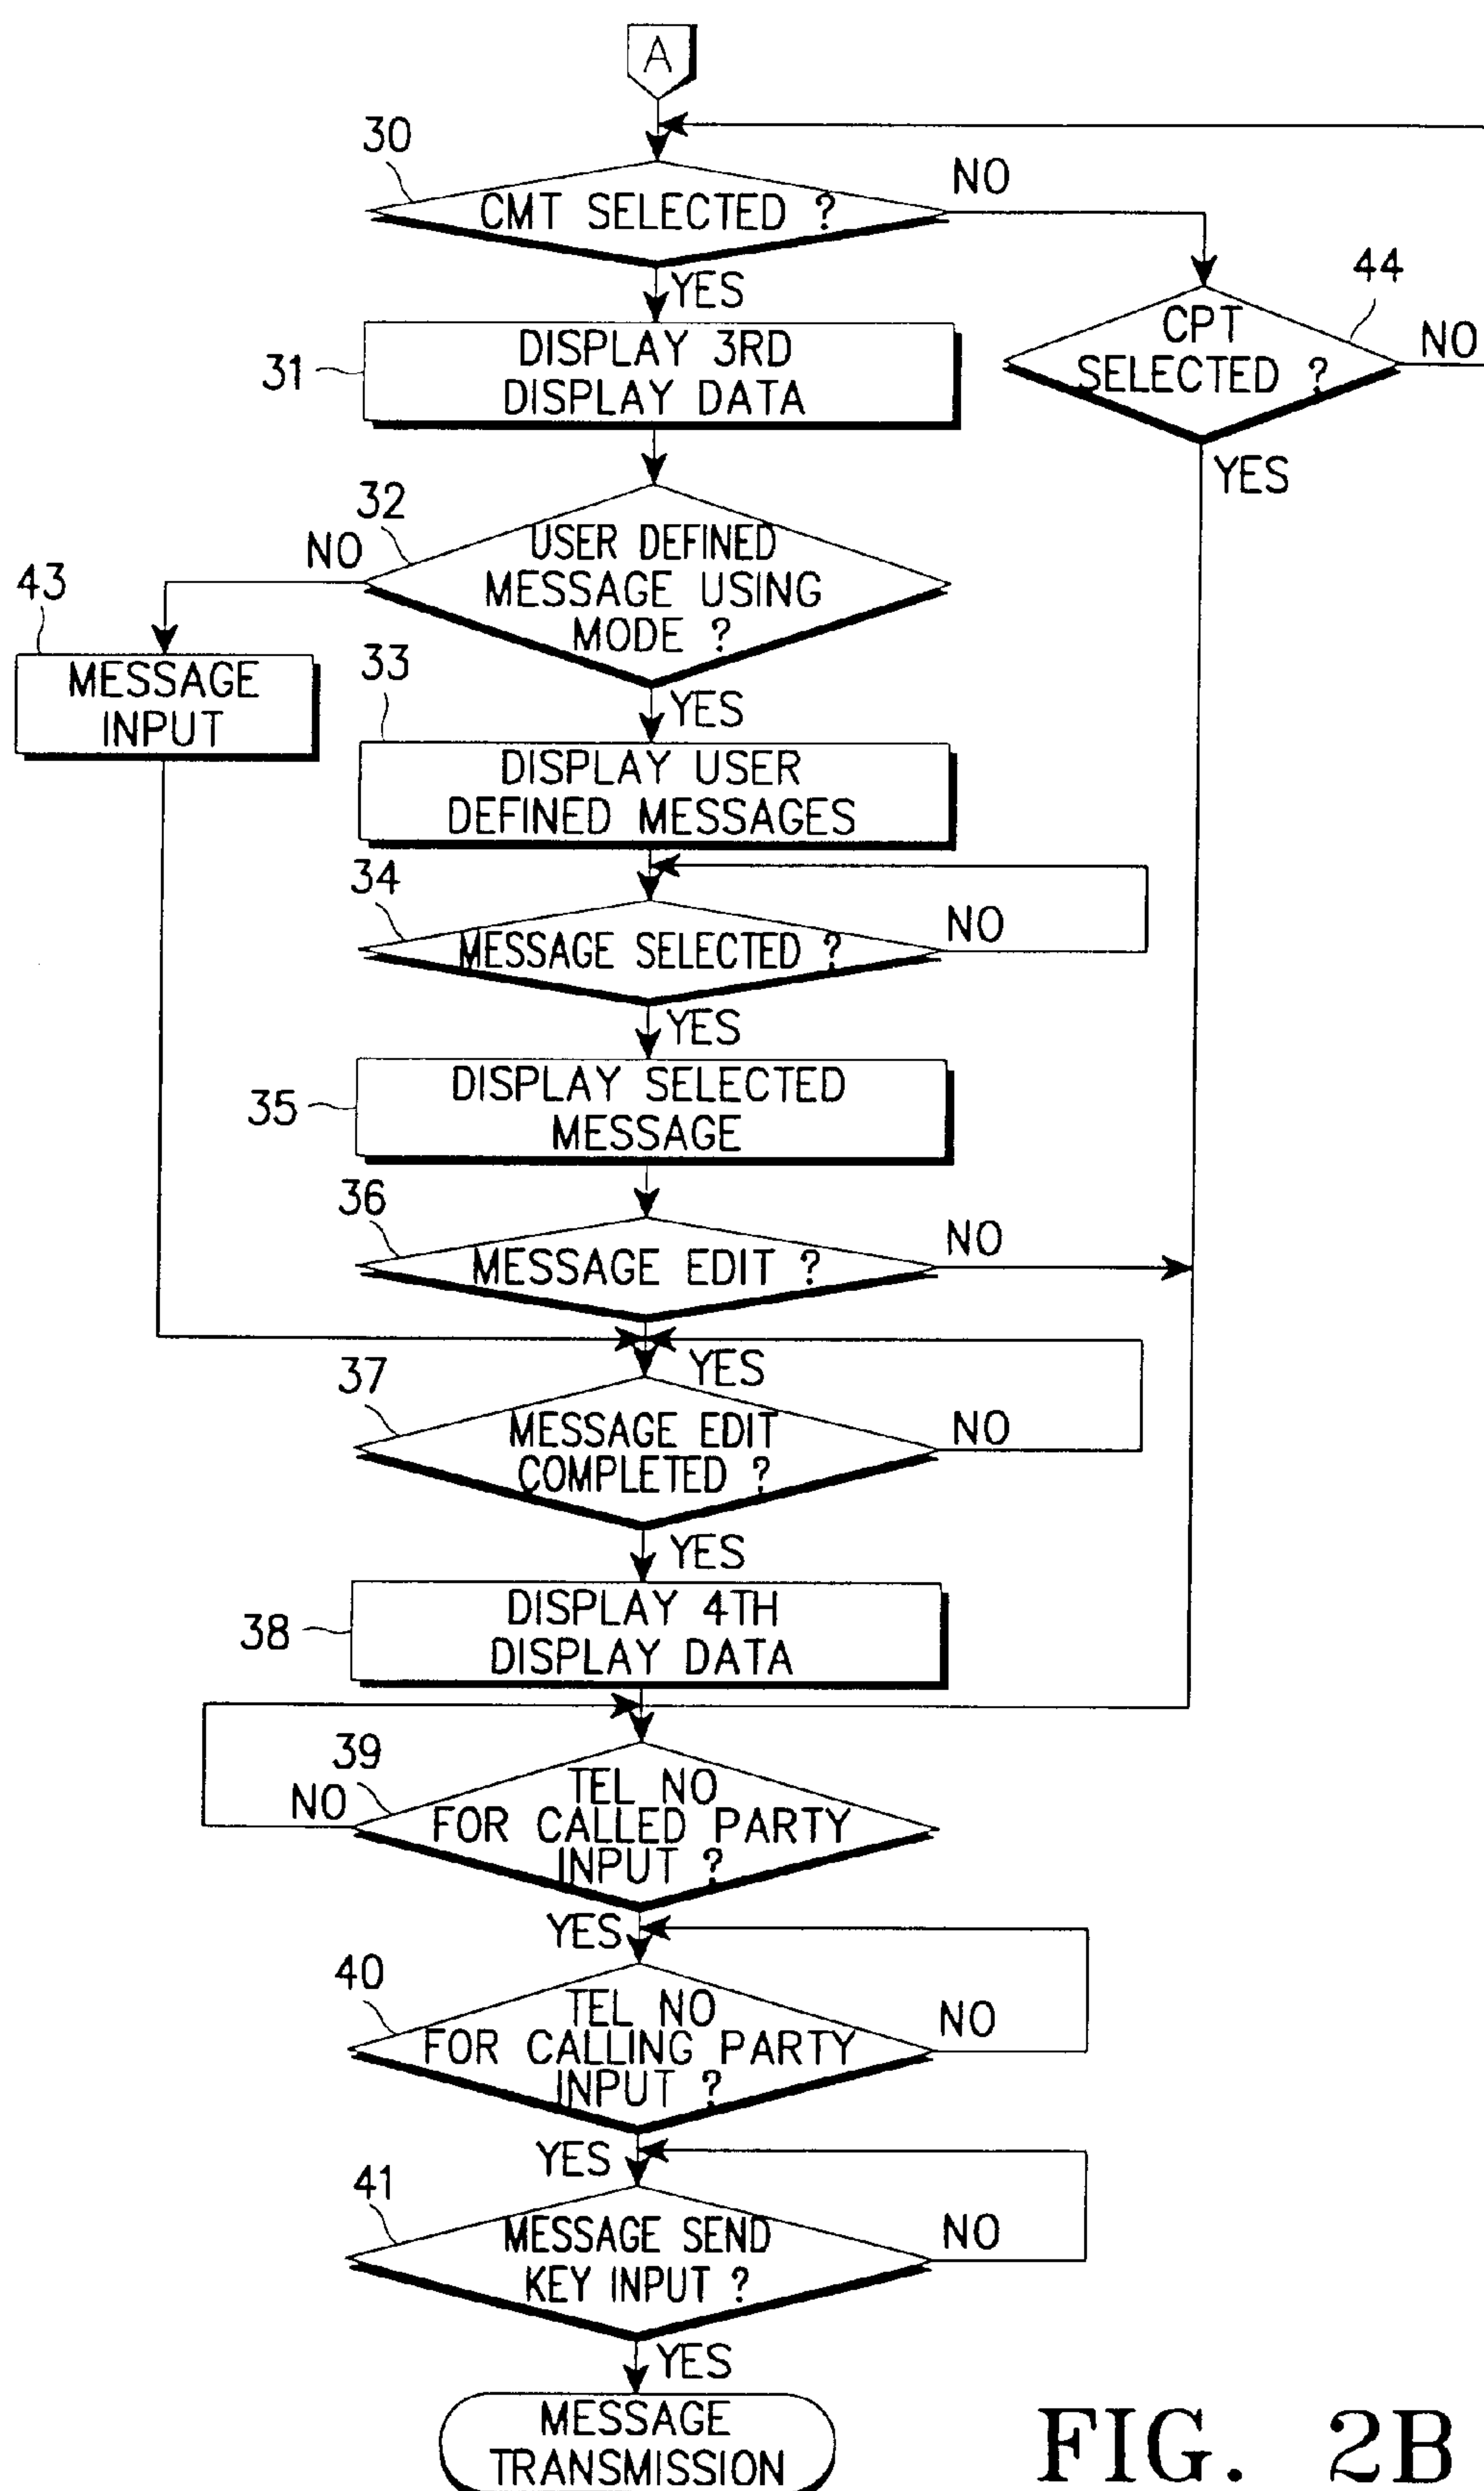 A
30
CMT SELECTED ?
NO
YES
44
CPT
SELECTED ?
NO
YES
31
DISPLAY 3RD
DISPLAY DATA
32
NO
USER DEFINED
MESSAGE USING
MODE ?
43
MESSAGE
INPUT
YES
33
DISPLAY USER
DEFINED MESSAGES
34
MESSAGE SELECTED ?
NO
YES
35
DISPLAY SELECTED
MESSAGE
36
MESSAGE EDIT ?
NO
YES
37
MESSAGE EDIT
COMPLETED ?
NO
YES
38
DISPLAY 4TH
DISPLAY DATA
39
NO
TEL NO
FOR CALLED PARTY
INPUT ?
YES
40
TEL NO
FOR CALLING PARTY
INPUT ?
NO
YES
41
MESSAGE SEND
KEY INPUT ?
NO
YES
MESSAGE
TRANSMISSION
FIG. 2B